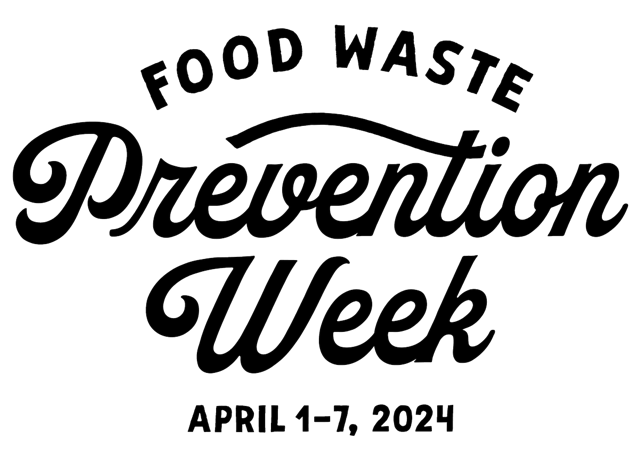 FOOD WASTE
Prevention
Week
APRIL 1-7, 2024